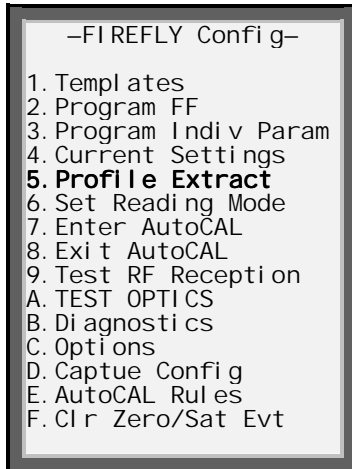 –FIREFLY Config–
1. Templates
2. Program FF
3. Program Indiv Param
4. Current Settings
5. Profile Extract
6. Set Reading Mode
7. Enter AutoCAL
8. Exit AutoCAL
9. Test RF Reception
A. TEST OPTICS
B. Diagnostics
C. Options
D. Captue Config
E. AutoCAL Rules
F. Clr Zero/Sat Evt